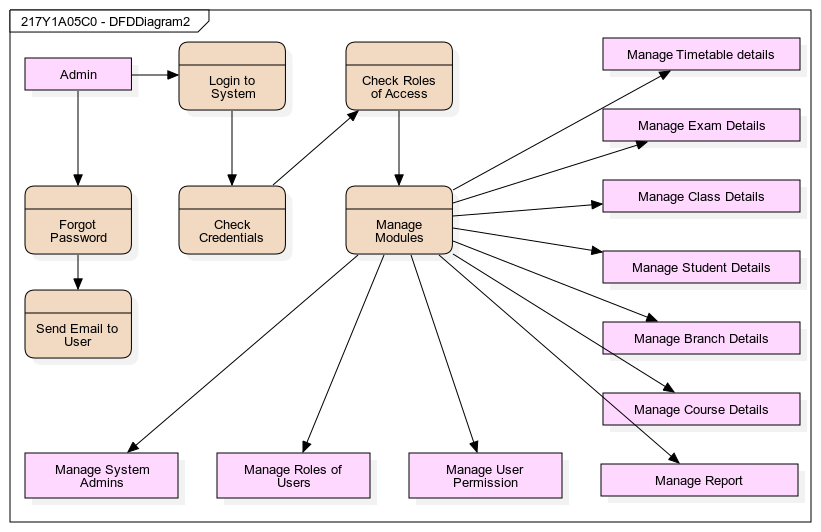 217Y1A05C0 - DFDDiagram2
Admin
Login to
System
Check Roles
of Access
Manage Timetable details
Manage Exam Details
Manage Class Details
Forgot
Password
Check
Credentials
Manage
Modules
Manage Student Details
Send Email to
User
Manage Branch Details
Manage Course Details
Manage System
Admins
Manage Roles of
Users
Manage User
Permission
Manage Report